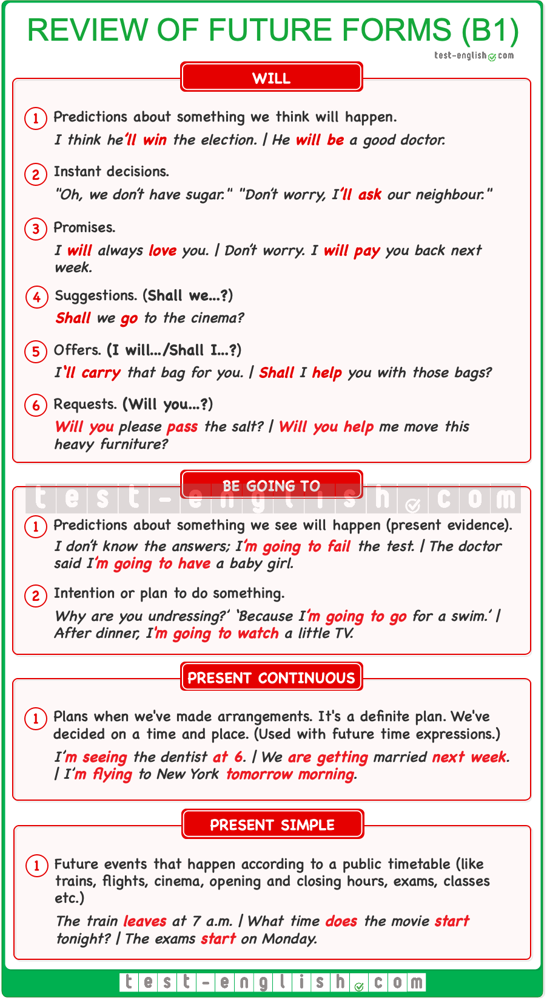 REVIEW OF FUTURE FORMS (B1)
test-english.com
WILL
1 Predictions about something we think will happen.
I think he'll win the election. | He will be a good doctor.
2 Instant decisions.
"Oh, we don't have sugar." "Don't worry, I'll ask our neighbour."
3 Promises.
I will always love you. | Don't worry. I will pay you back next
week.
4 Suggestions. (Shall we...?)
Shall we go to the cinema?
5 Offers. (I will.../Shall I...?)
I'll carry that bag for you. | Shall I help you with those bags?
6 Requests. (Will you...?)
Will you please pass the salt? | Will you help me move this
heavy furniture?
BE GOING TO
test-english.com
1 Predictions about something we see will happen (present evidence).
I don't know the answers; I'm going to fail the test. | The doctor
said I'm going to have a baby girl.
2 Intention or plan to do something.
Why are you undressing?' 'Because I'm going to go for a swim.' |
After dinner, I'm going to watch a little TV.
PRESENT CONTINUOUS
1 Plans when we've made arrangements. It's a definite plan. We've
decided on a time and place. (Used with future time expressions.)
I'm seeing the dentist at 6. | We are getting married next week.
| I'm flying to New York tomorrow morning.
PRESENT SIMPLE
1 Future events that happen according to a public timetable (like
trains, flights, cinema, opening and closing hours, exams, classes
etc.)
The train leaves at 7 a.m. | What time does the movie start
tonight? | The exams start on Monday.
test-english.com